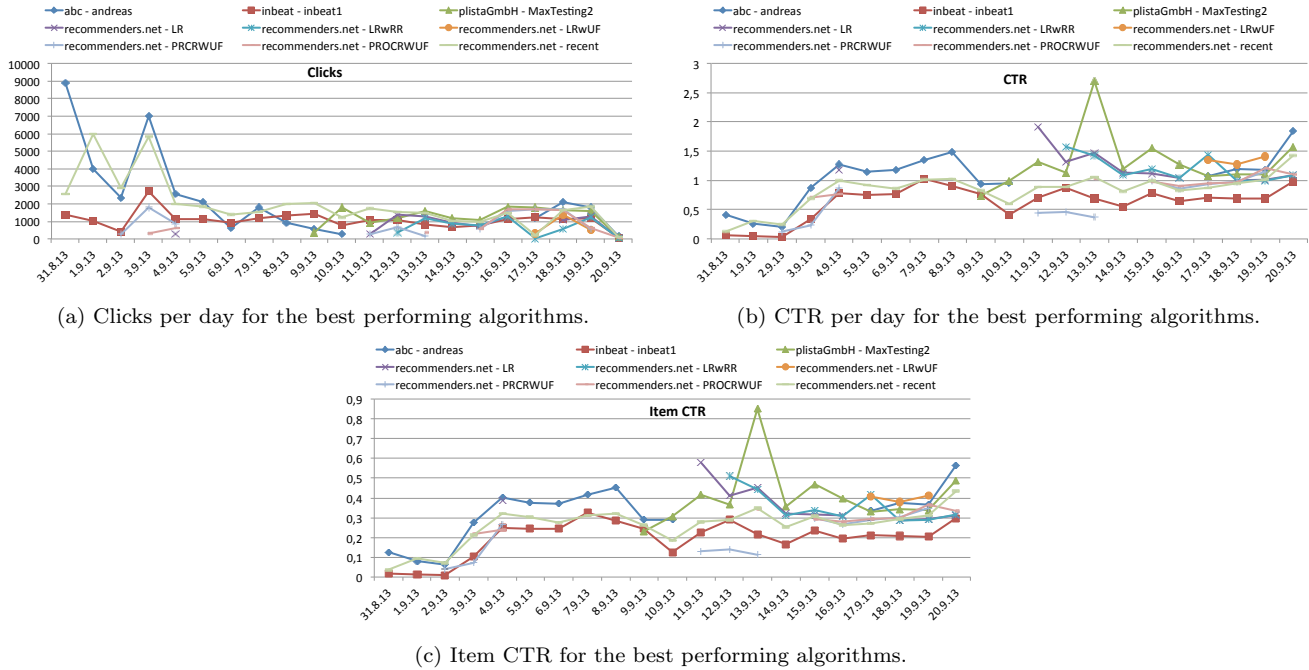 abc - andreas inbeat - inbeat1 plistaGmbH - MaxTesting2
recommenders.net - LR recommenders.net - LRwRR recommenders.net - LRwUF
recommenders.net - PRCRWUF recommenders.net - PROCRWUF recommenders.net - recent
Clicks
10000
9000
8000
7000
6000
5000
4000
3000
2000
1000
0
31.8.13 1.9.13 2.9.13 3.9.13 4.9.13 5.9.13 6.9.13 7.9.13 8.9.13 9.9.13 10.9.13 11.9.13 12.9.13 13.9.13 14.9.13 15.9.13 16.9.13 17.9.13 18.9.13 19.9.13 20.9.13
(a) Clicks per day for the best performing algorithms.
abc - andreas inbeat - inbeat1 plistaGmbH - MaxTesting2
recommenders.net - LR recommenders.net - LRwRR recommenders.net - LRwUF
recommenders.net - PRCRWUF recommenders.net - PROCRWUF recommenders.net - recent
CTR
3
2,5
2
1,5
1
0,5
0
31.8.13 1.9.13 2.9.13 3.9.13 4.9.13 5.9.13 6.9.13 7.9.13 8.9.13 9.9.13 10.9.13 11.9.13 12.9.13 13.9.13 14.9.13 15.9.13 16.9.13 17.9.13 18.9.13 19.9.13 20.9.13
(b) CTR per day for the best performing algorithms.
abc - andreas inbeat - inbeat1 plistaGmbH - MaxTesting2
recommenders.net - LR recommenders.net - LRwRR recommenders.net - LRwUF
recommenders.net - PRCRWUF recommenders.net - PROCRWUF recommenders.net - recent
Item CTR
0,9
0,8
0,7
0,6
0,5
0,4
0,3
0,2
0,1
0
31.8.13 1.9.13 2.9.13 3.9.13 4.9.13 5.9.13 6.9.13 7.9.13 8.9.13 9.9.13 10.9.13 11.9.13 12.9.13 13.9.13 14.9.13 15.9.13 16.9.13 17.9.13 18.9.13 19.9.13 20.9.13
(c) Item CTR for the best performing algorithms.